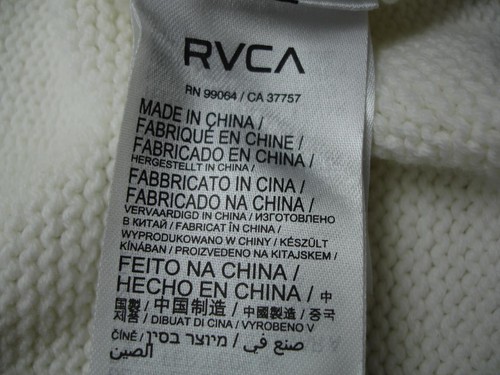 RVCA
RN 99064 / CA 37757
MADE IN CHINA /
FABRIQUÉ EN CHINE /
FABRICADO EN CHINA /
HERGESTELLT IN CHINA /
FABBRICATO IN CINA /
FABRICADO NA CHINA /
VERVAARDIGD IN CHINA / ИЗГОТОВЛЕНО
В КИТАЙ / FABRICAT ÎN CHINA /
WYPRODUKOWANO W CHINY / KÉSZÜLT
KÍNÁBAN / PROIZVEDENO NA KITAJSKEM /
FEITO NA CHINA /
HECHO EN CHINA / 中
国製 / 中国制造 / 中國製造 / 중국
제품 / DIBUAT DI CINA / VYROBENO V
ČÍNĚ / מיוצר בסין / صنع في
الصين